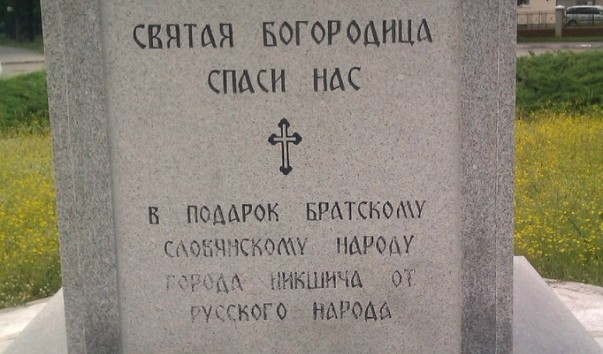 СВЯТАЯ БОГОРОДИЦА
СПАСИ НАС
В ПОДАРОК БРАТСКОМУ
СЛОВЯНСКОМУ НАРОДУ
ГОРОДА НИКШИЧА ОТ
РУССКОГО НАРОДА